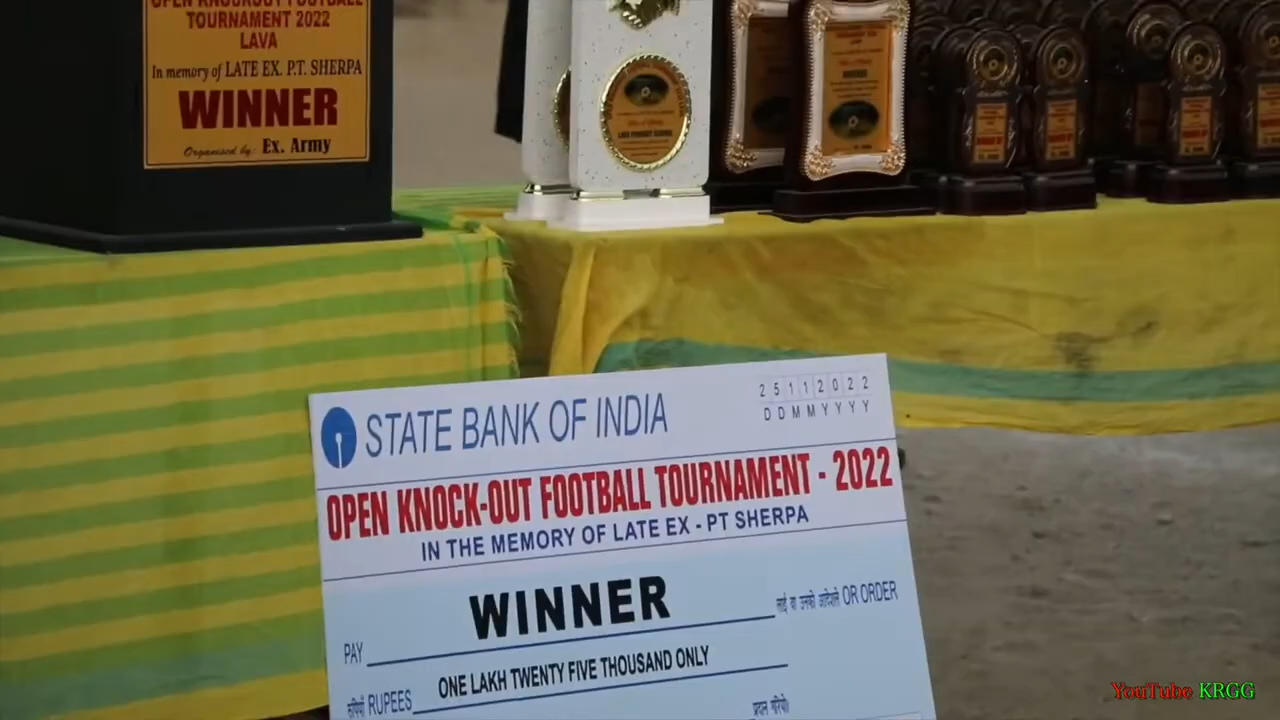 OPEN KNOCKOUT FOOTBALL
TOURNAMENT 2022
LAVA
In memory of LATE EX. P.T. SHERPA
WINNER
Organised by: Ex. Army
STATE BANK OF INDIA
2 5 1 1 2 0 2 2
D D M M Y Y Y Y
OPEN KNOCK-OUT FOOTBALL TOURNAMENT - 2022
IN THE MEMORY OF LATE EX - PT SHERPA
PAY WINNER OR ORDER
RUPEES ONE LAKH TWENTY FIVE THOUSAND ONLY
YouTube KRGG